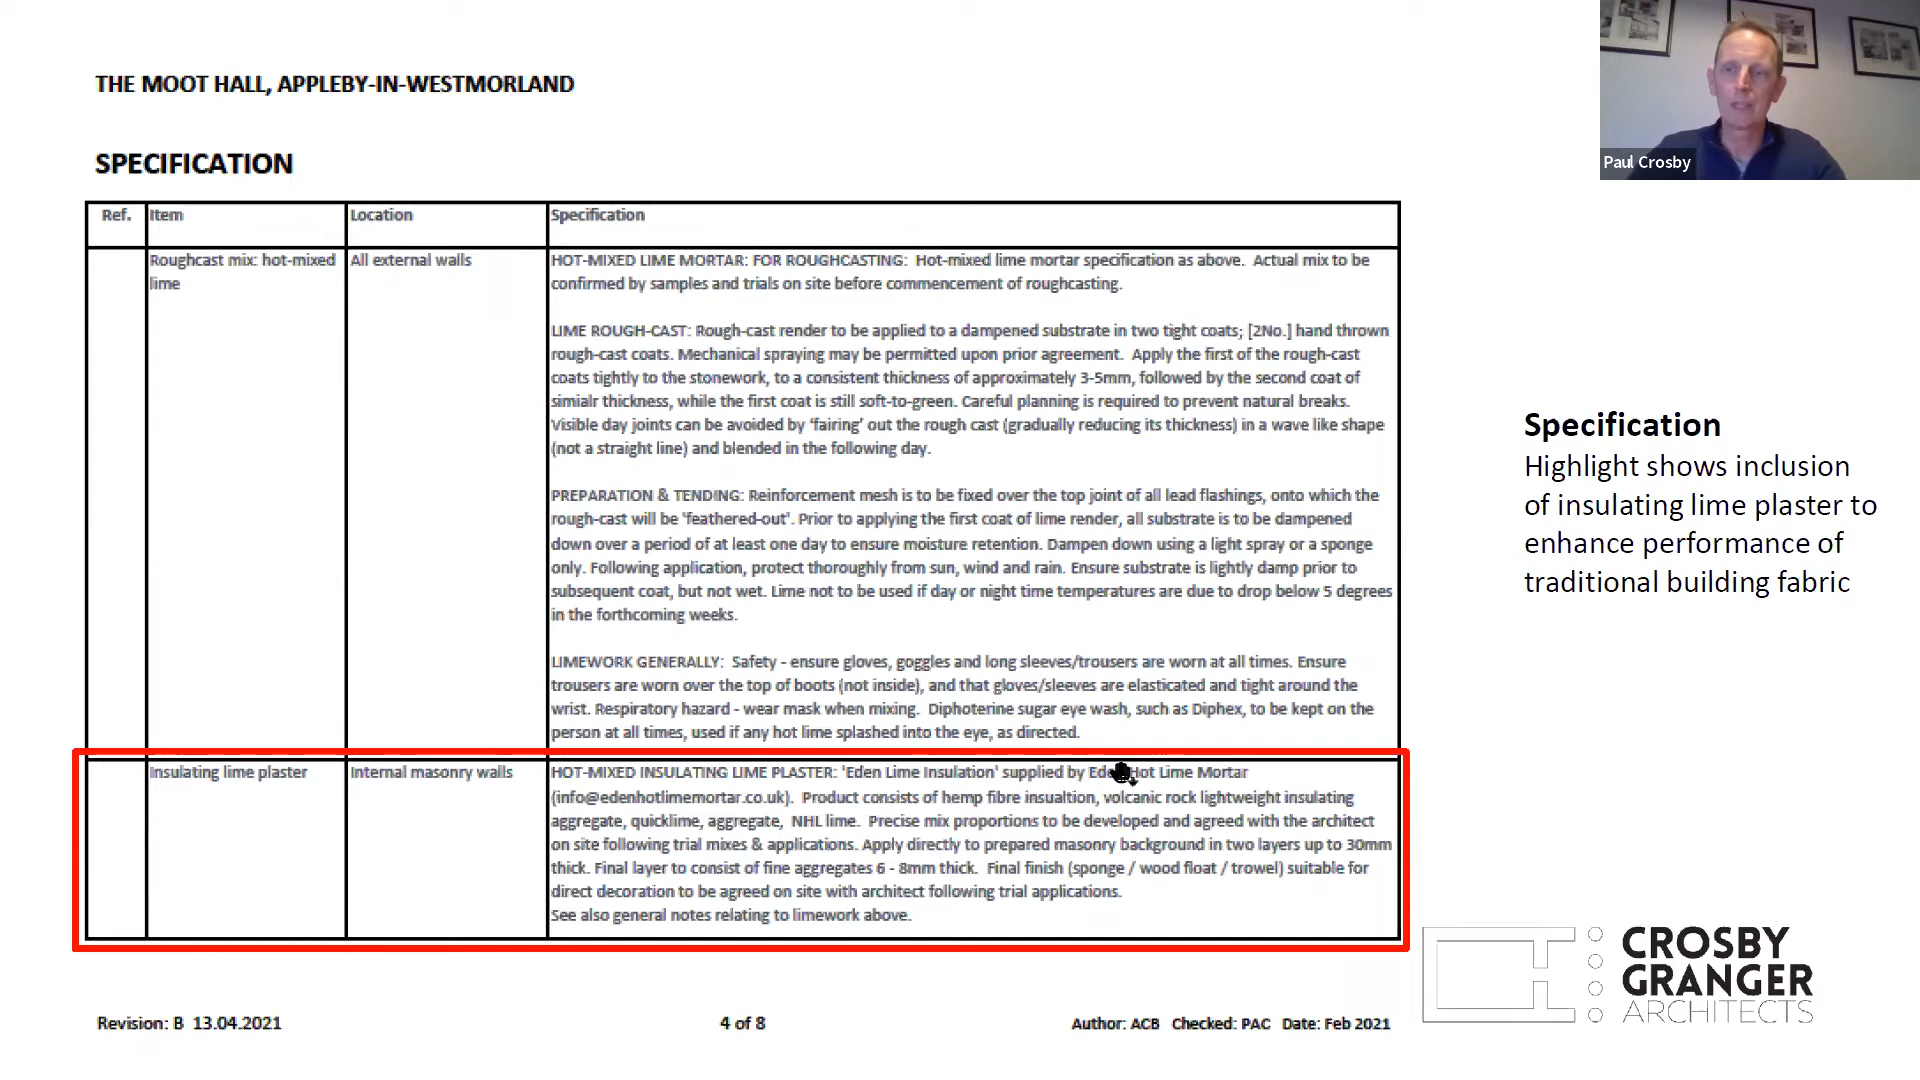 THE MOOT HALL, APPLEBY-IN-WESTMORLAND
Paul Crosby
SPECIFICATION
Ref. Item Location Specification
Roughcast mix: hot-mixed
lime
All external walls
HOT-MIXED LIME MORTAR: FOR ROUGHCASTING: Hot-mixed lime mortar specification as above. Actual mix to be
confirmed by samples and trials on site before commencement of roughcasting.
LIME ROUGH-CAST: Rough-cast render to be applied to a dampened substrate in two tight coats; [2No.] hand thrown
rough-cast coats. Mechanical spraying may be permitted upon prior agreement. Apply the first of the rough-cast
coats tightly to the stonework, to a consistent thickness of approximately 3-5mm, followed by the second coat of
simialr thickness, while the first coat is still soft-to-green. Careful planning is required to prevent natural breaks.
Visible day joints can be avoided by 'fairing' out the rough cast (gradually reducing its thickness) in a wave like shape
(not a straight line) and blended in the following day.
PREPARATION & TENDING: Reinforcement mesh is to be fixed over the top joint of all lead flashings, onto which the
rough-cast will be 'feathered-out'. Prior to applying the first coat of lime render, all substrate is to be dampened
down over a period of at least one day to ensure moisture retention. Dampen down using a light spray or a sponge
only. Following application, protect thoroughly from sun, wind and rain. Ensure substrate is lightly damp prior to
subsequent coat, but not wet. Lime not to be used if day or night time temperatures are due to drop below 5 degrees
in the forthcoming weeks.
LIMEWORK GENERALLY: Safety - ensure gloves, goggles and long sleeves/trousers are worn at all times. Ensure
trousers are worn over the top of boots (not inside), and that gloves/sleeves are elasticated and tight around the
wrist. Respiratory hazard - wear mask when mixing. Diphoterine sugar eye wash, such as Diphex, to be kept on the
person at all times, used if any hot lime splashed into the eye, as directed.
Insulating lime plaster
Internal masonry walls
HOT-MIXED INSULATING LIME PLASTER: 'Eden Lime Insulation' supplied by Eden Hot Lime Mortar
(info@edenhotlimemortar.co.uk). Product consists of hemp fibre insualtion, volcanic rock lightweight insulating
aggregate, quicklime, aggregate, NHL lime. Precise mix proportions to be developed and agreed with the architect
on site following trial mixes & applications. Apply directly to prepared masonry background in two layers up to 30mm
thick. Final layer to consist of fine aggregates 6 - 8mm thick. Final finish (sponge / wood float / trowel) suitable for
direct decoration to be agreed on site with architect following trial applications.
See also general notes relating to limework above.
Specification
Highlight shows inclusion
of insulating lime plaster to
enhance performance of
traditional building fabric
CROSBY
GRANGER
ARCHITECTS
Revision: B 13.04.2021 4 of 8 Author: ACB Checked: PAC Date: Feb 2021